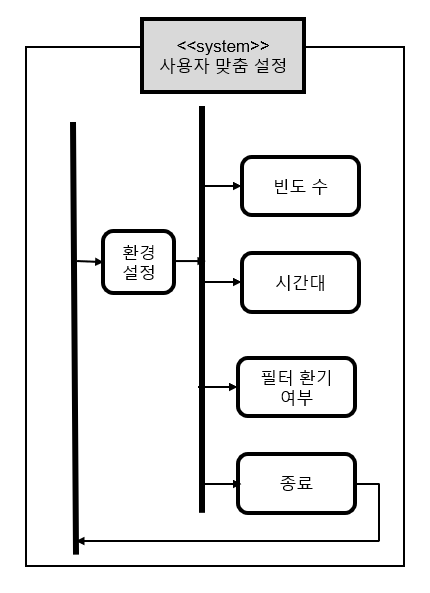 <<system>>
사용자 맞춤 설정
빈도 수
환경
설정
시간대
필터 환기
여부
종료